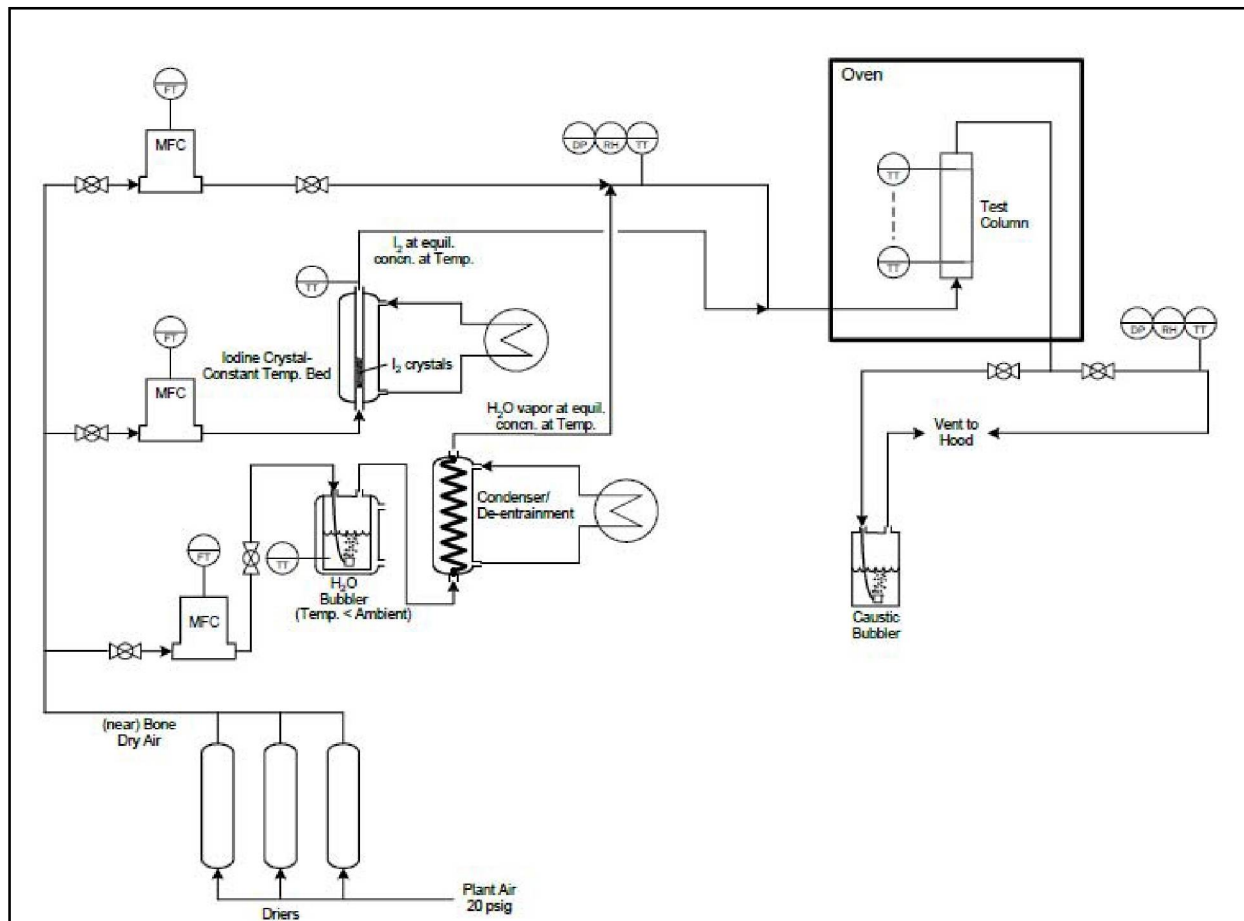 Oven
FT
MFC
DP RH TT
TT
Test
Column
TT
I2 at equil.
concn. at Temp.
TT
FT
MFC
Iodine Crystal-
Constant Temp. Bed
I2 crystals
DP RH TT
H2O vapor at equil.
concn. at Temp.
Vent to
Hood
Condenser/
De-entrainment
FT
MFC
TT
H2O
Bubbler
(Temp. < Ambient)
Caustic
Bubbler
(near) Bone
Dry Air
Plant Air
20 psig
Driers